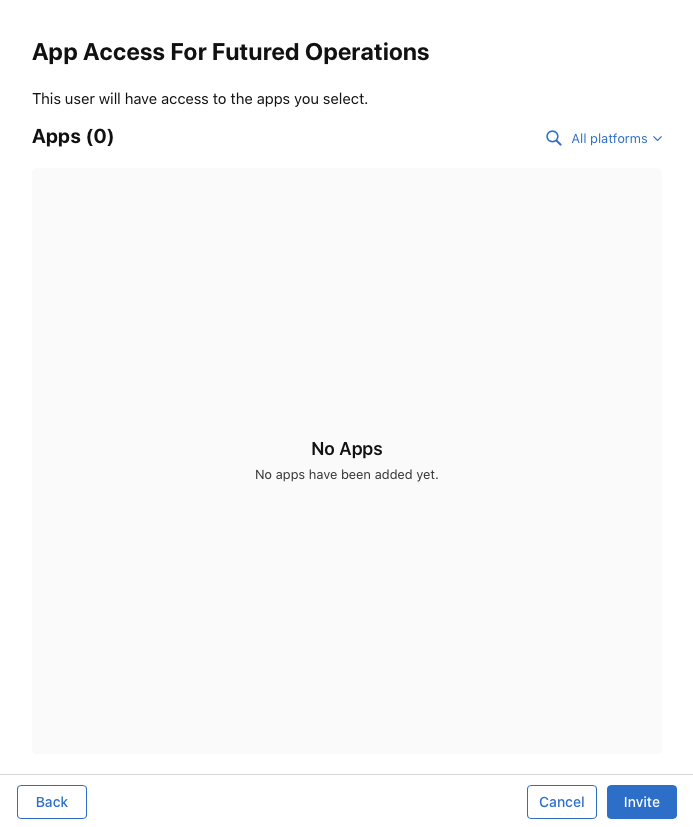 App Access For Futured Operations
This user will have access to the apps you select.
Apps (0)
All platforms
No Apps
No apps have been added yet.
Back
Cancel
Invite